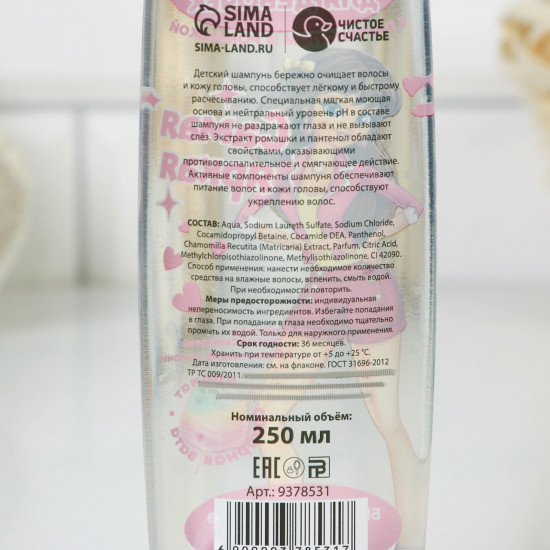 SIMA LAND
SIMA-LAND.RU
ЧИСТОЕ СЧАСТЬЕ
Детский шампунь бережно очищает волосы
и кожу головы, способствует лёгкому и быстрому
расчёсыванию. Специальная мягкая моющая
основа и нейтральный уровень pH в составе
шампуня не раздражают глаза и не вызывают
слёз. Экстракт ромашки и пантенол обладают
свойствами, оказывающими
противовоспалительное и смягчающее действие.
Активные компоненты шампуня обеспечивают
питание волос и кожи головы, способствуют
укреплению волос.
СОСТАВ: Aqua, Sodium Laureth Sulfate, Sodium Chloride,
Cocamidopropyl Betaine, Cocamide DEA, Panthenol,
Chamomilla Recutita (Matricaria) Extract, Parfum, Citric Acid,
Methylchloroisothiazolinone, Methylisothiazolinone, CI 42090.
Способ применения: нанести необходимое количество
средства на влажные волосы, вспенить, смыть водой.
При необходимости повторить.
Меры предосторожности: индивидуальная
непереносимость ингредиентов. Избегайте попадания
в глаза. При попадании в глаза необходимо тщательно
промыть их водой. Только для наружного применения.
Срок годности: 36 месяцев.
Хранить при температуре от +5 до +25 °C.
Дата изготовления: см. на флаконе. ГОСТ 31696-2012
ТР ТС 009/2011
Номинальный объём:
250 мл
EAC
Арт.: 9378531